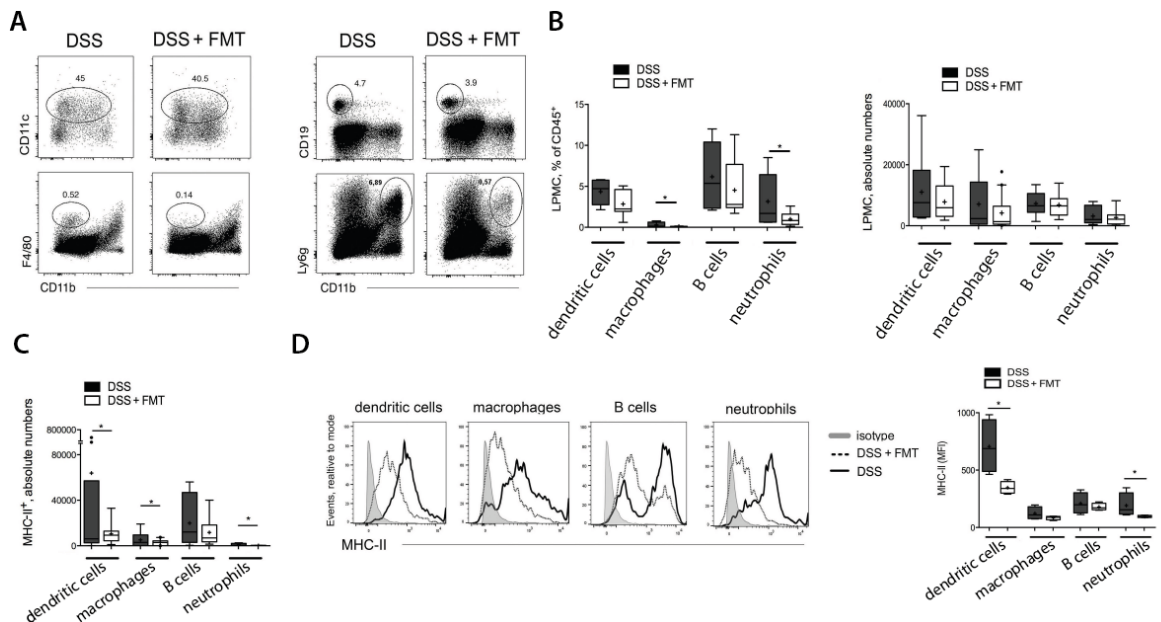 A
DSS
DSS + FMT
45
40.5
CD11c
0.52
0.14
F4/80
CD11b
DSS
DSS + FMT
4.7
3.9
CD19
6,89
6,57
Ly6g
CD11b
B
DSS
DSS + FMT
LPMC, % of CD45+
15
10
5
0
*
*
dendritic cells
macrophages
B cells
neutrophils
DSS
DSS + FMT
LPMC, absolute numbers
40000
20000
0
dendritic cells
macrophages
B cells
neutrophils
C
DSS
DSS + FMT
MHC-II+, absolute numbers
800000
80000
40000
0
*
*
*
dendritic cells
macrophages
B cells
neutrophils
D
dendritic cells
macrophages
B cells
neutrophils
Events, realtive to mode
MHC-II
isotype
DSS + FMT
DSS
DSS
DSS + FMT
MHC-II (MFI)
1000
500
0
*
*
dendritic cells
macrophages
B cells
neutrophils